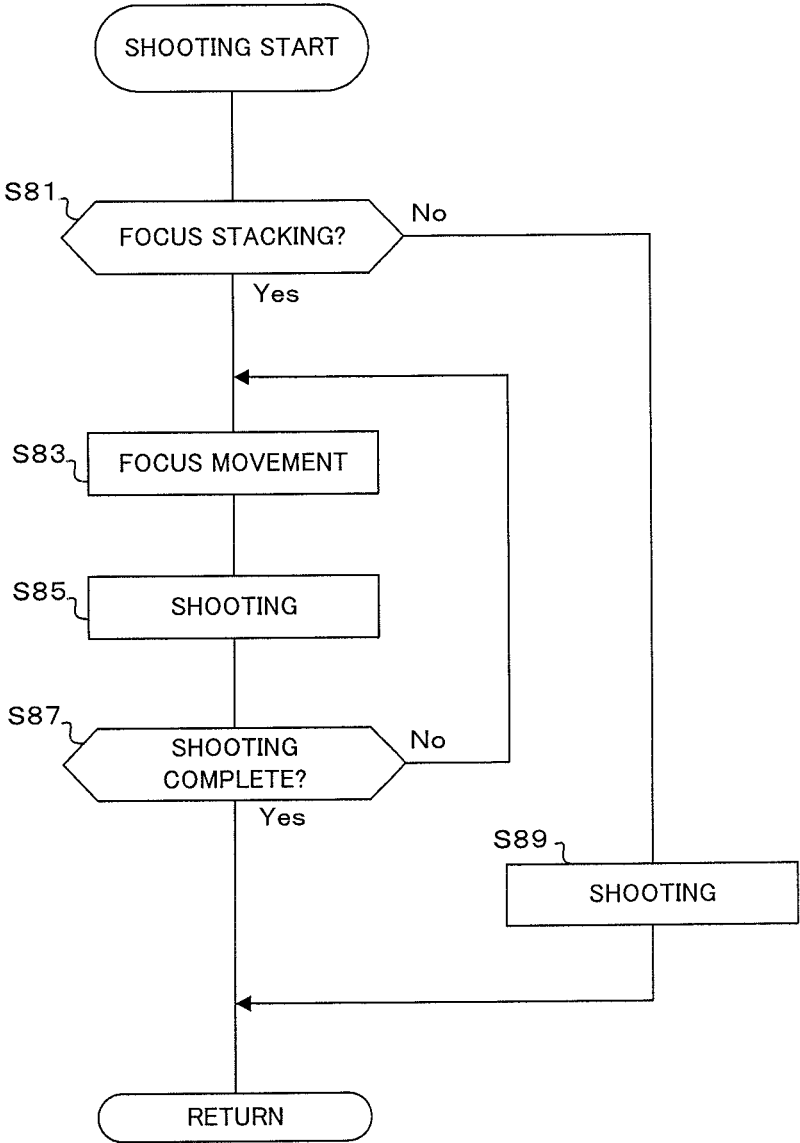 SHOOTING START
S81
FOCUS STACKING?
No
Yes
S83
FOCUS MOVEMENT
S85
SHOOTING
S87
SHOOTING
COMPLETE?
No
Yes
S89
SHOOTING
RETURN